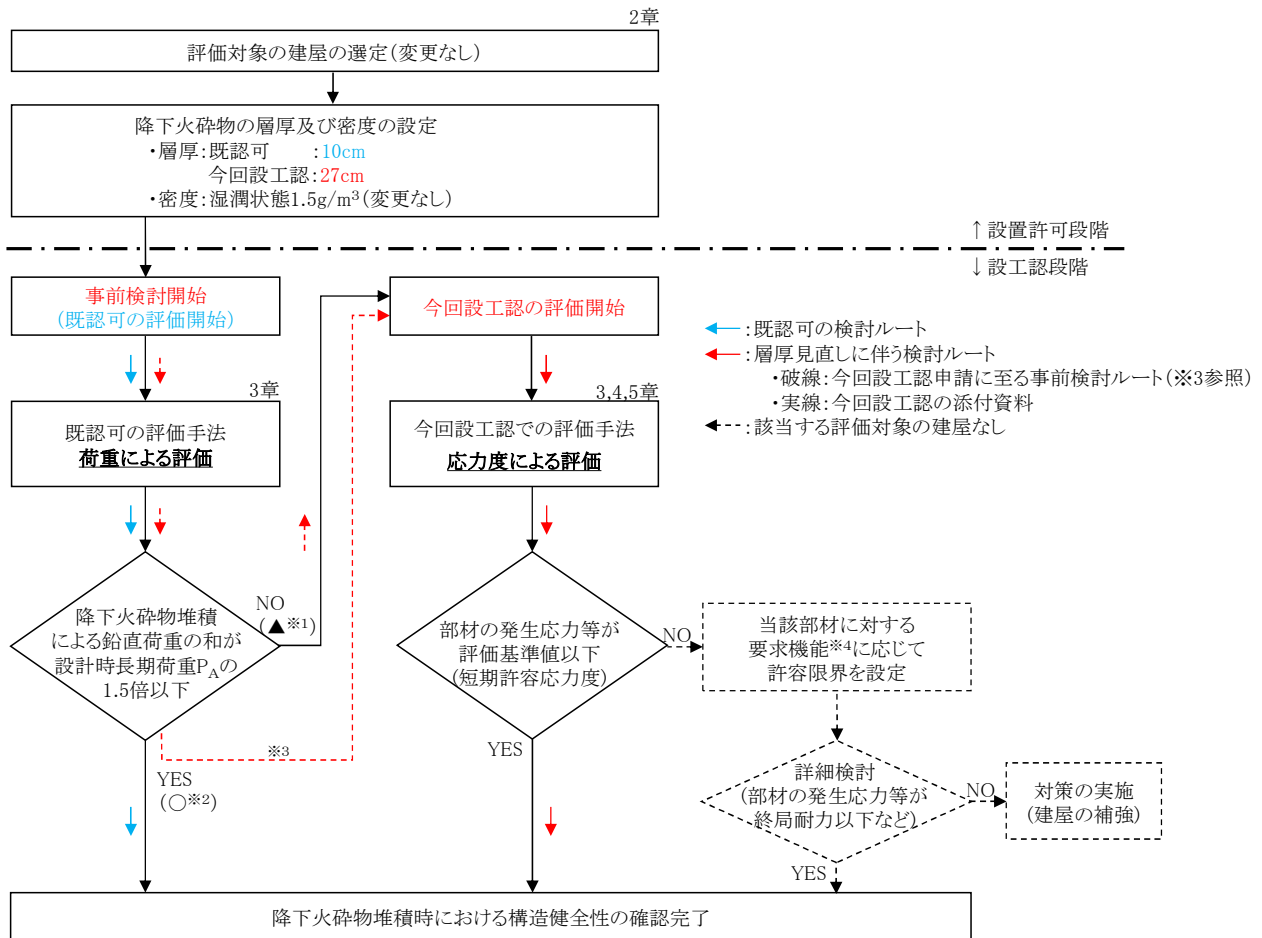 2章
評価対象の建屋の選定(変更なし)
降下火砕物の層厚及び密度の設定
・層厚:既認可　　:10cm
今回設工認:27cm
・密度:湿潤状態1.5g/m³(変更なし)
↑設置許可段階
↓設工認段階
事前検討開始
(既認可の評価開始)
今回設工認の評価開始
:既認可の検討ルート
:層厚見直しに伴う検討ルート
・破線:今回設工認申請に至る事前検討ルート(※3参照)
・実線:今回設工認の添付資料
:該当する評価対象の建屋なし
3章
既認可の評価手法
荷重による評価
3,4,5章
今回設工認での評価手法
応力度による評価
降下火砕物堆積
による鉛直荷重の和が
設計時長期荷重PAの
1.5倍以下
NO
(▲※1)
※3
YES
(○※2)
部材の発生応力等が
評価基準値以下
(短期許容応力度)
NO
YES
当該部材に対する
要求機能※4に応じて
許容限界を設定
詳細検討
(部材の発生応力等が
終局耐力以下など)
NO
YES
対策の実施
(建屋の補強)
降下火砕物堆積時における構造健全性の確認完了